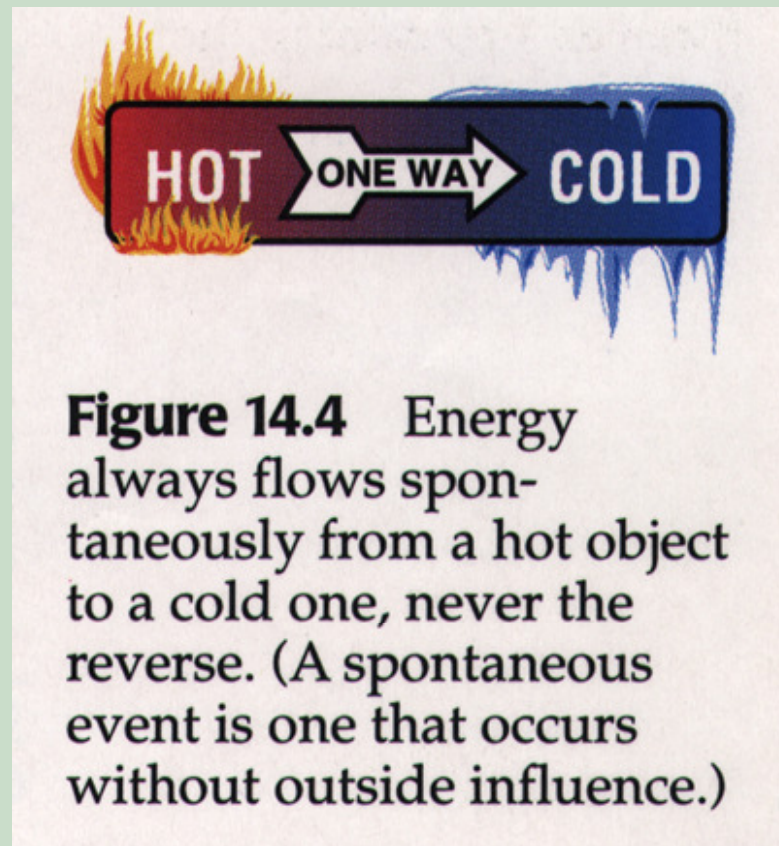 HOT ONE WAY COLD
Figure 14.4 Energy
always flows spon-
taneously from a hot object
to a cold one, never the
reverse. (A spontaneous
event is one that occurs
without outside influence.)